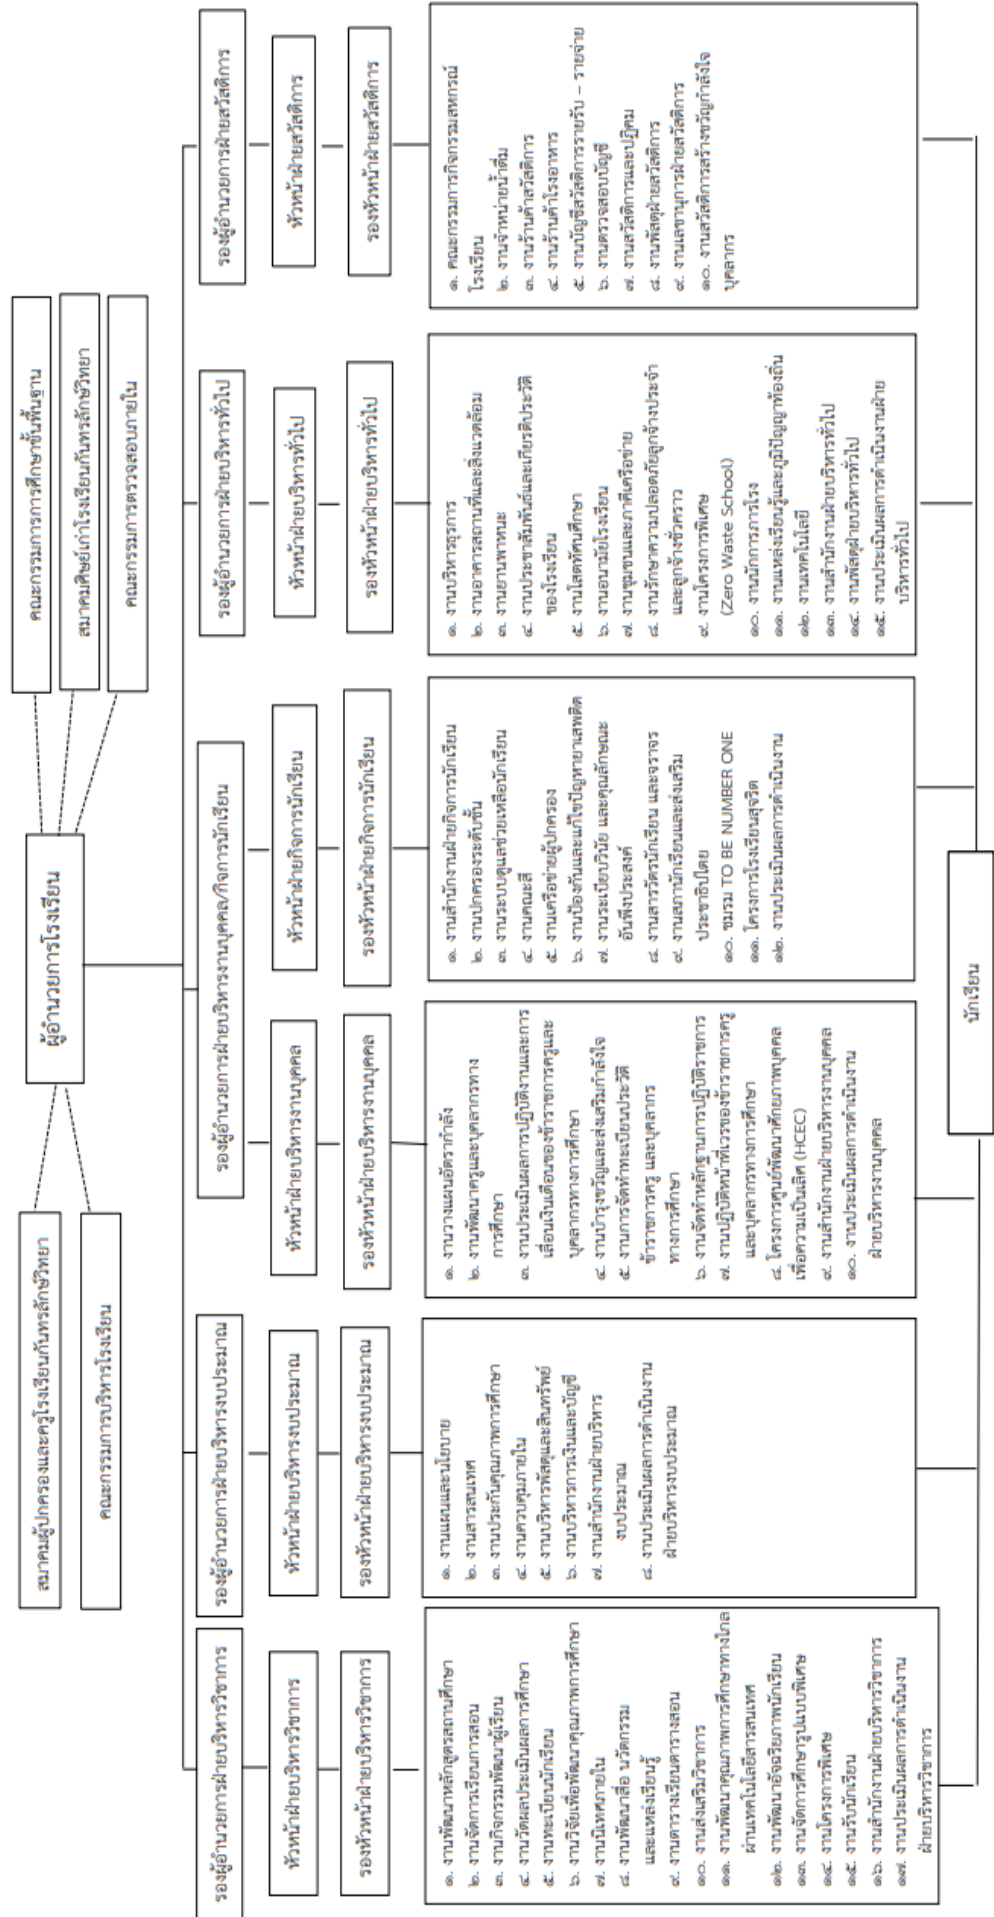 สมาคมผู้ปกครองและครูโรงเรียนกันทรลักษ์วิทยา
คณะกรรมการบริหารโรงเรียน
ผู้อำนวยการโรงเรียน
คณะกรรมการการศึกษาขั้นพื้นฐาน
สมาคมศิษย์เก่าโรงเรียนกันทรลักษ์วิทยา
คณะกรรมการตรวจสอบภายใน
รองผู้อำนวยการฝ่ายบริหารวิชาการ
หัวหน้าฝ่ายบริหารวิชาการ
รองหัวหน้าฝ่ายบริหารวิชาการ
๑. งานพัฒนาหลักสูตรสถานศึกษา
๒. งานจัดการเรียนการสอน
๓. งานกิจกรรมพัฒนาผู้เรียน
๔. งานวัดผลประเมินผลการศึกษา
๕. งานทะเบียนนักเรียน
๖. งานวิจัยเพื่อพัฒนาคุณภาพการศึกษา
๗. งานนิเทศภายใน
๘. งานพัฒนาสื่อ นวัตกรรม
และแหล่งเรียนรู้
๙. งานตารางเรียนตารางสอน
๑๐. งานส่งเสริมวิชาการ
๑๑. งานพัฒนาคุณภาพการศึกษาทางไกล
ผ่านเทคโนโลยีสารสนเทศ
๑๒. งานพัฒนาอัจฉริยภาพนักเรียน
๑๓. งานจัดการศึกษารูปแบบพิเศษ
๑๔. งานโครงการพิเศษ
๑๕. งานรับนักเรียน
๑๖. งานสำนักงานฝ่ายบริหารวิชาการ
๑๗. งานประเมินผลการดำเนินงาน
ฝ่ายบริหารวิชาการ
รองผู้อำนวยการฝ่ายบริหารงบประมาณ
หัวหน้าฝ่ายบริหารงบประมาณ
รองหัวหน้าฝ่ายบริหารงบประมาณ
๑. งานแผนและนโยบาย
๒. งานสารสนเทศ
๓. งานประกันคุณภาพการศึกษา
๔. งานควบคุมภายใน
๕. งานบริหารพัสดุและสินทรัพย์
๖. งานบริหารการเงินและบัญชี
๗. งานสำนักงานฝ่ายบริหาร
งบประมาณ
๘. งานประเมินผลการดำเนินงาน
ฝ่ายบริหารงบประมาณ
รองผู้อำนวยการฝ่ายบริหารงานบุคคล/กิจการนักเรียน
หัวหน้าฝ่ายบริหารงานบุคคล
รองหัวหน้าฝ่ายบริหารงานบุคคล
๑. งานวางแผนอัตรากำลัง
๒. งานพัฒนาครูและบุคลากรทาง
การศึกษา
๓. งานประเมินผลการปฏิบัติงานและการ
เลื่อนเงินเดือนของข้าราชการครูและ
บุคลากรทางการศึกษา
๔. งานบำรุงขวัญและส่งเสริมกำลังใจ
๕. งานการจัดทำทะเบียนประวัติ
ข้าราชการครู และบุคลากร
ทางการศึกษา
๖. งานจัดทำหลักฐานการปฏิบัติราชการ
๗. งานปฏิบัติหน้าที่เวรของข้าราชการครู
และบุคลากรทางการศึกษา
๘. โครงการศูนย์พัฒนาศักยภาพบุคคล
เพื่อความเป็นเลิศ (HCEC)
๙. งานสำนักงานฝ่ายบริหารงานบุคคล
๑๐. งานประเมินผลการดำเนินงาน
ฝ่ายบริหารงานบุคคล
หัวหน้าฝ่ายกิจการนักเรียน
รองหัวหน้าฝ่ายกิจการนักเรียน
๑. งานสำนักงานฝ่ายกิจการนักเรียน
๒. งานปกครองระดับชั้น
๓. งานระบบดูแลช่วยเหลือนักเรียน
๔. งานคณะสี
๕. งานเครือข่ายผู้ปกครอง
๖. งานป้องกันและแก้ไขปัญหายาเสพติด
๗. งานระเบียบวินัย และคุณลักษณะ
อันพึงประสงค์
๘. งานสารวัตรนักเรียน และจราจร
๙. งานสภานักเรียนและส่งเสริม
ประชาธิปไตย
๑๐. ชมรม TO BE NUMBER ONE
๑๑. โครงการโรงเรียนสุจริต
๑๒. งานประเมินผลการดำเนินงาน
รองผู้อำนวยการฝ่ายบริหารทั่วไป
หัวหน้าฝ่ายบริหารทั่วไป
รองหัวหน้าฝ่ายบริหารทั่วไป
๑. งานบริหารธุรการ
๒. งานอาคารสถานที่และสิ่งแวดล้อม
๓. งานยานพาหนะ
๔. งานประชาสัมพันธ์และเกียรติประวัติ
ของโรงเรียน
๕. งานโสตทัศนศึกษา
๖. งานอนามัยโรงเรียน
๗. งานชุมชนและภาคีเครือข่าย
๘. งานรักษาความปลอดภัยลูกจ้างประจำ
และลูกจ้างชั่วคราว
๙. งานโครงการพิเศษ
(Zero Waste School)
๑๐. งานนักการภารโรง
๑๑. งานแหล่งเรียนรู้และภูมิปัญญาท้องถิ่น
๑๒. งานเทคโนโลยี
๑๓. งานสำนักงานฝ่ายบริหารทั่วไป
๑๔. งานพัสดุฝ่ายบริหารทั่วไป
๑๕. งานประเมินผลการดำเนินงานฝ่าย
บริหารทั่วไป
รองผู้อำนวยการฝ่ายสวัสดิการ
หัวหน้าฝ่ายสวัสดิการ
รองหัวหน้าฝ่ายสวัสดิการ
๑. คณะกรรมการกิจกรรมสหกรณ์
โรงเรียน
๒. งานจำหน่ายน้ำดื่ม
๓. งานร้านค้าสวัสดิการ
๔. งานร้านค้าโรงอาหาร
๕. งานบัญชีสวัสดิการรายรับ – รายจ่าย
๖. งานตรวจสอบบัญชี
๗. งานสวัสดิการและปฏิคม
๘. งานพัสดุฝ่ายสวัสดิการ
๙. งานเลขานุการฝ่ายสวัสดิการ
๑๐. งานสวัสดิการสร้างขวัญกำลังใจ
บุคลากร
นักเรียน